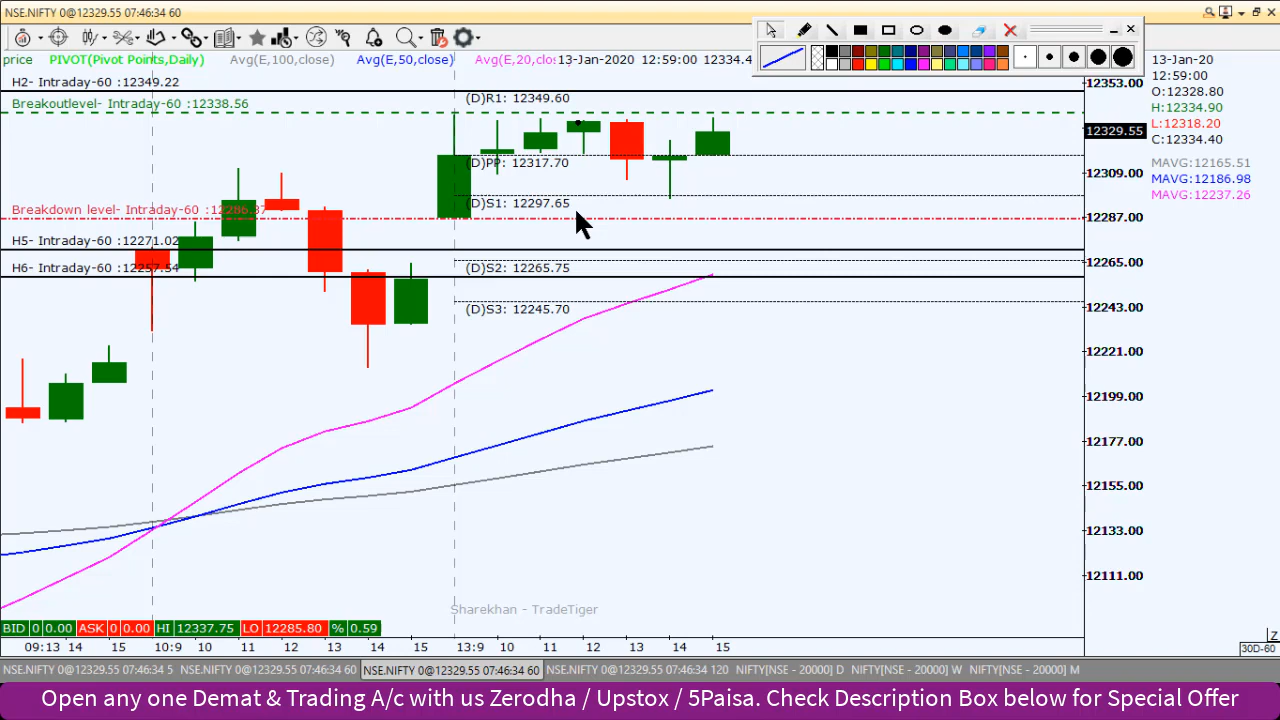 NSE.NIFTY 0@12329.55 07:46:34 60
price PIVOT(Pivot Points,Daily) Avg(E,100,close) Avg(E,50,close) Avg(E,20,clos 13-Jan-2020 12:59:00 12334.4
H2- Intraday-60 :12349.22
Breakoutlevel- Intraday-60 :12338.56
(D)R1: 12349.60
(D)PP: 12317.70
(D)S1: 12297.65
Breakdown level- Intraday-60 :12286.37
H5- Intraday-60 :12271.02
H6- Intraday-60 :12257.54
(D)S2: 12265.75
(D)S3: 12245.70
12353.00
12329.55
12309.00
12287.00
12265.00
12243.00
12221.00
12199.00
12177.00
12155.00
12133.00
12111.00
13-Jan-20
12:59:00
O:12328.80
H:12334.90
L:12318.20
C:12334.40
MAVG:12165.51
MAVG:12186.98
MAVG:12237.26
Sharekhan - TradeTiger
BID 0 0.00 ASK 0 0.00 HI 12337.75 LO 12285.80 % 0.59
09:13 14 15 10:9 10 11 12 13 14 15 13:9 10 11 12 13 14 15
Z
30D-60
NSE.NIFTY 0@12329.55 07:46:34 5 NSE.NIFTY 0@12329.55 07:46:34 60 NSE.NIFTY 0@12329.55 07:46:34 60 NSE.NIFTY 0@12329.55 07:46:34 120 NIFTY[NSE - 20000] D NIFTY[NSE - 20000] W NIFTY[NSE - 20000] M
Open any one Demat & Trading A/c with us Zerodha / Upstox / 5Paisa. Check Description Box below for Special Offer